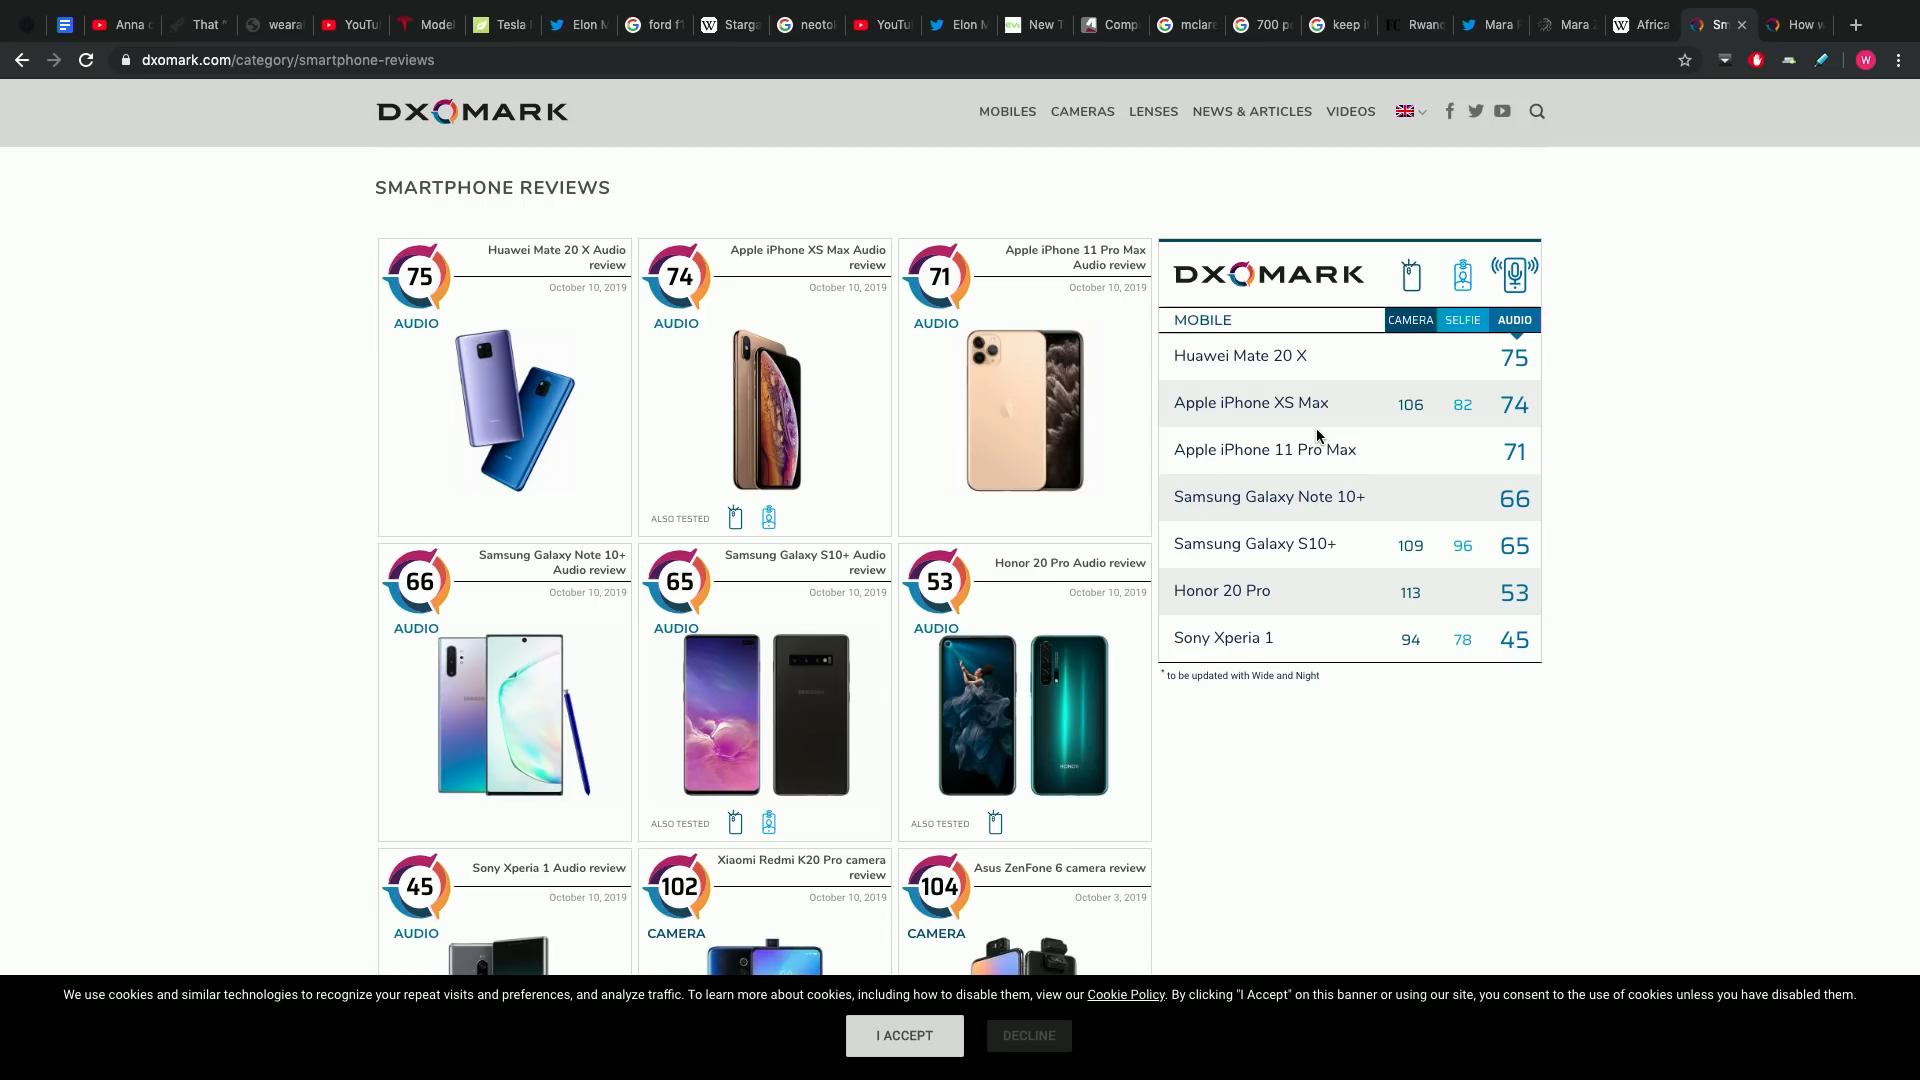 Anna
That "
weara
YouTu
Model
Tesla
Elon M
ford f1
Starga
neoto
YouTu
Elon M
New T
Comp
mclare
700 p
keep i
Rwand
Mara P
Mara
Africa
Sm
How w
dxomark.com/category/smartphone-reviews
W
DXOMARK
MOBILES CAMERAS LENSES NEWS & ARTICLES VIDEOS
SMARTPHONE REVIEWS
75
Huawei Mate 20 X Audio
review
October 10, 2019
AUDIO
74
Apple iPhone XS Max Audio
review
October 10, 2019
AUDIO
ALSO TESTED
71
Apple iPhone 11 Pro Max
Audio review
October 10, 2019
AUDIO
66
Samsung Galaxy Note 10+
Audio review
October 10, 2019
AUDIO
65
Samsung Galaxy S10+ Audio
review
October 10, 2019
AUDIO
SAMSUNG
ALSO TESTED
53
Honor 20 Pro Audio review
October 10, 2019
AUDIO
HONOR
ALSO TESTED
45
Sony Xperia 1 Audio review
October 10, 2019
AUDIO
102
Xiaomi Redmi K20 Pro camera
review
October 10, 2019
CAMERA
104
Asus ZenFone 6 camera review
October 3, 2019
CAMERA
DXOMARK
MOBILE CAMERA SELFIE AUDIO
Huawei Mate 20 X 75
Apple iPhone XS Max 106 82 74
Apple iPhone 11 Pro Max 71
Samsung Galaxy Note 10+ 66
Samsung Galaxy S10+ 109 96 65
Honor 20 Pro 113 53
Sony Xperia 1 94 78 45
* to be updated with Wide and Night
We use cookies and similar technologies to recognize your repeat visits and preferences, and analyze traffic. To learn more about cookies, including how to disable them, view our Cookie Policy. By clicking "I Accept" on this banner or using our site, you consent to the use of cookies unless you have disabled them.
I ACCEPT
DECLINE